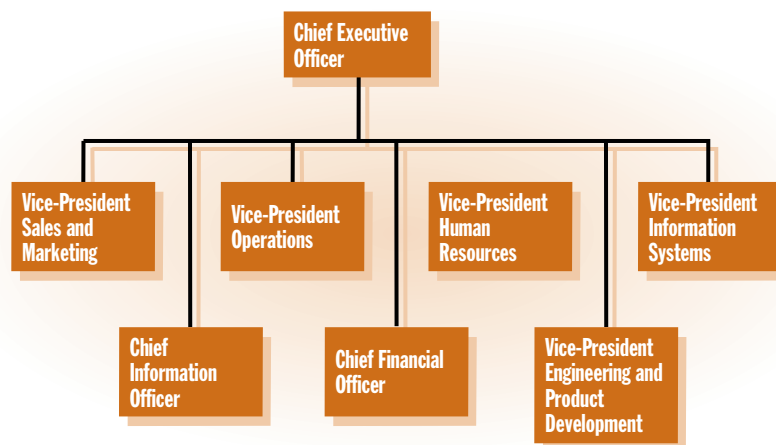 Chief Executive
Officer
Vice-President
Sales and
Marketing
Vice-President
Operations
Vice-President
Human
Resources
Vice-President
Information
Systems
Chief
Information
Officer
Chief Financial
Officer
Vice-President
Engineering and
Product
Development